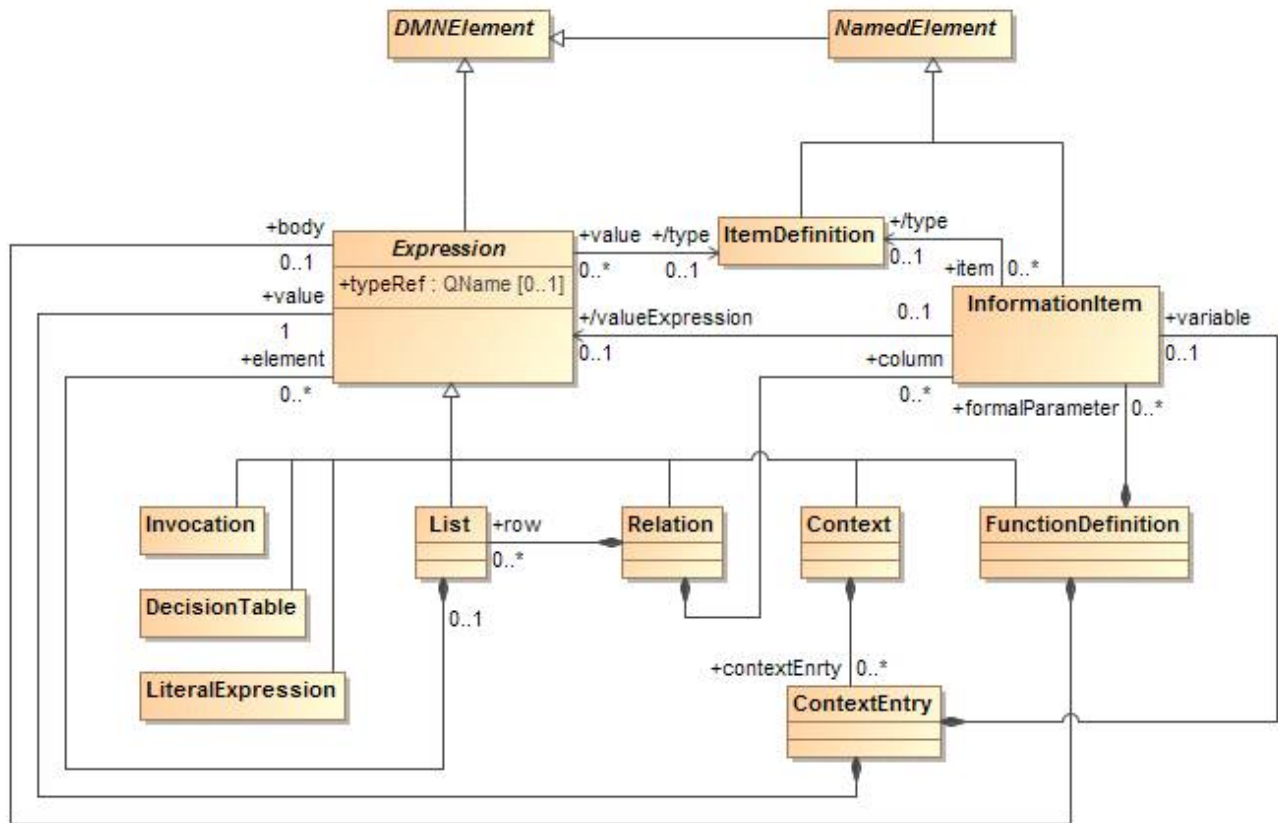 DMNElement
NamedElement
+body
0..1
+value
1
+element
0..*
Expression
+typeRef : QName [0..1]
+value
0..*
+/type
0..1
ItemDefinition
+/type
0..1
+item
0..*
+/valueExpression
0..1
0..1
InformationItem
+variable
0..1
+column
0..*
+formalParameter
0..*
Invocation
List
+row
0..*
Relation
Context
FunctionDefinition
DecisionTable
0..1
LiteralExpression
+contextEnrty
0..*
ContextEntry